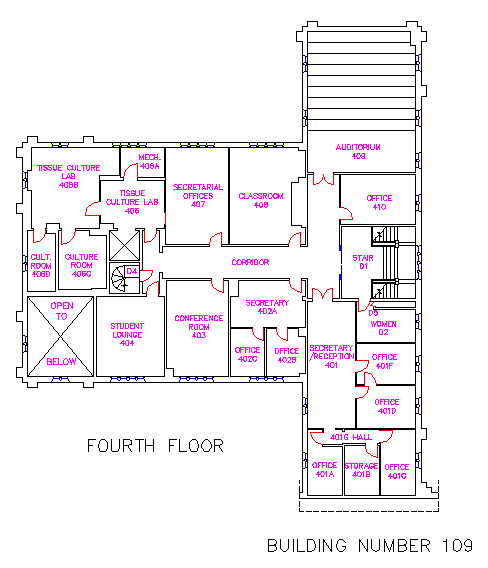 AUDITORIUM
409
TISSUE CULTURE
LAB
406B
MECH.
406A
SECRETARIAL
OFFICES
407
CLASSROOM
408
TISSUE
CULTURE LAB
406
OFFICE
410
CULT.
ROOM
406D
CULTURE
ROOM
406C
D4
CORRIDOR
STAIR
D1
OPEN
TO
BELOW
STUDENT
LOUNGE
404
CONFERENCE
ROOM
403
SECRETARY
402A
OFFICE
402C
OFFICE
402B
SECRETARY
/RECEPTION
401
D3
WOMEN
D2
OFFICE
401F
OFFICE
401D
401G HALL
OFFICE
401A
STORAGE
401B
OFFICE
401C
FOURTH FLOOR
BUILDING NUMBER 109